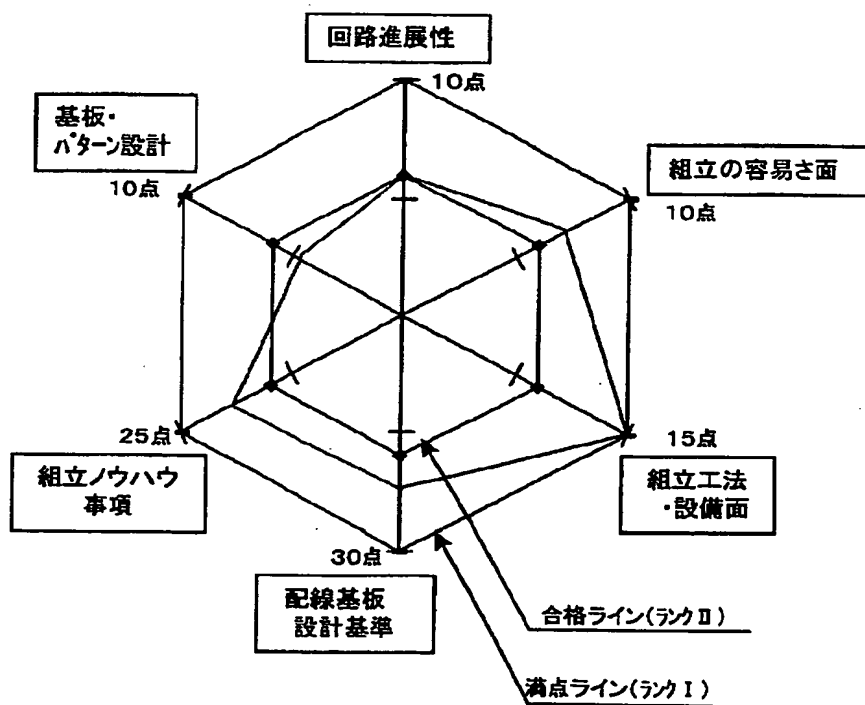 回路進展性
10点
基板・
パターン設計
10点
組立の容易さ面
10点
25点
組立ノウハウ
事項
15点
組立工法
・設備面
30点
配線基板
設計基準
合格ライン(ランクⅡ)
満点ライン(ランクⅠ)